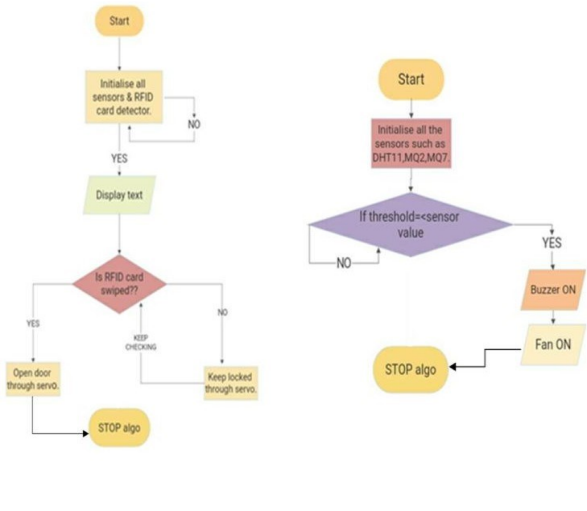 Start
Initialise all
sensors & RFID
card detector.
NO
YES
Display text
Is RFID card
swiped??
YES
NO
KEEP
CHECKING
Open door
through servo.
Keep locked
through servo.
STOP algo
Start
Initialise all the
sensors such as
DHT11,MQ2,MQ7.
If threshold=<sensor
value
NO
YES
Buzzer ON
Fan ON
STOP algo